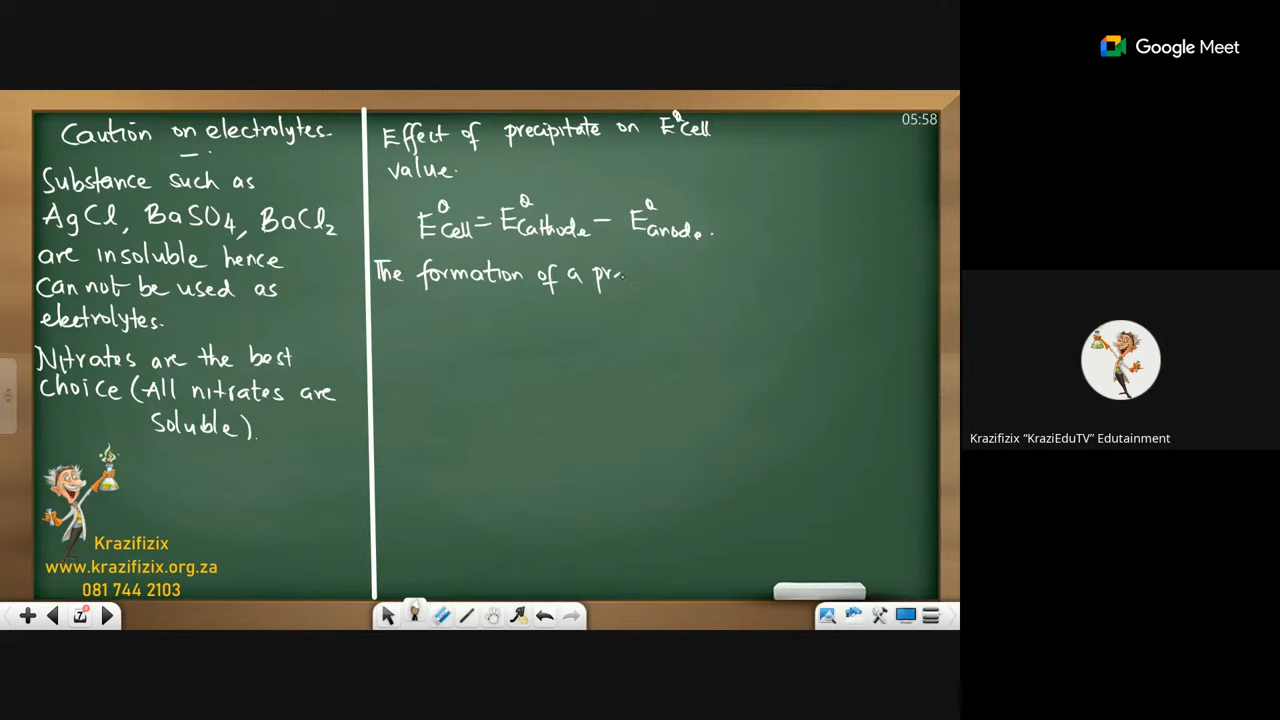 Google Meet
05:58
Caution on electrolytes.
Substance such as
AgCl, BaSO4, BaCl2
are insoluble hence
can not be used as
electrolytes.
Nitrates are the best
choice (All nitrates are
soluble).
Krazifizix
www.krazifizix.org.za
081 744 2103
Effect of precipitate on E°cell
value.
E°cell = E°cathode - E°anode.
The formation of a pr
Krazifizix “KraziEduTV” Edutainment